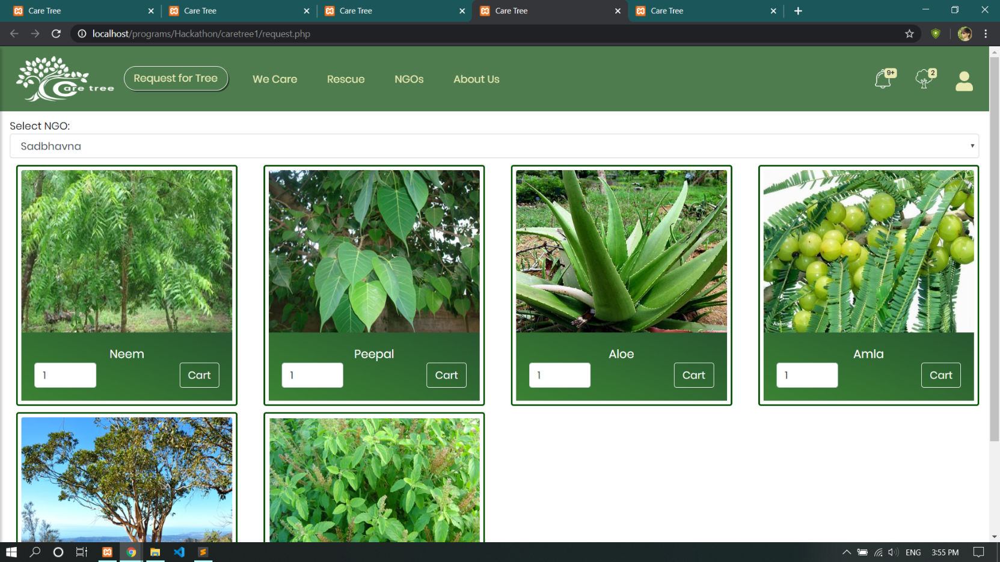 Care Tree
Care Tree
Care Tree
Care Tree
Care Tree
localhost/programs/Hackathon/caretree1/request.php
Care tree
Request for Tree
We Care
Rescue
NGOs
About Us
9+
2
Select NGO:
Sadbhavna
Neem
Peepal
Aloe
Amla
1
Cart
1
Cart
1
Cart
1
Cart
ENG
3:55 PM